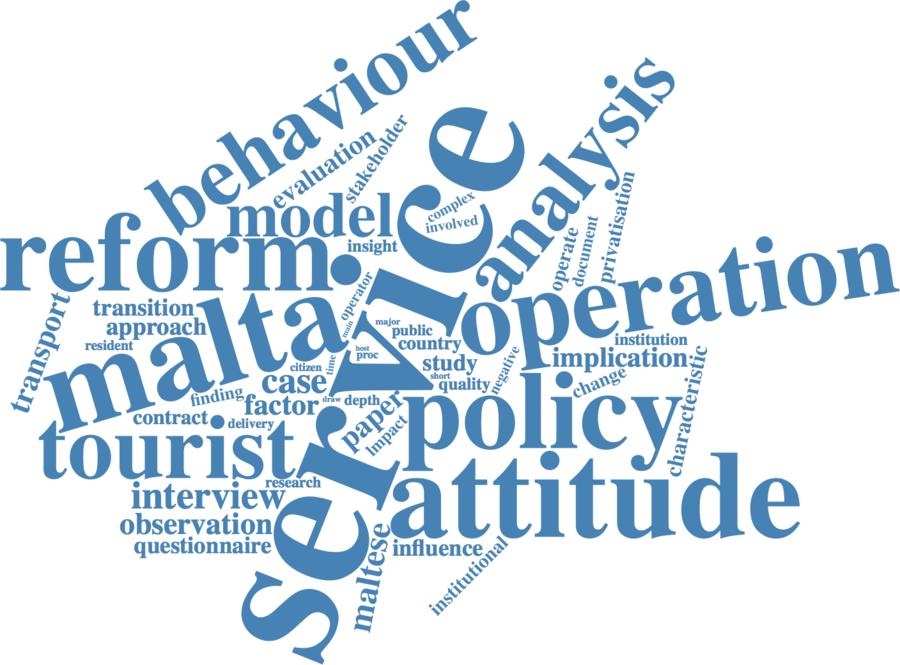 behaviour
analysis
evaluation
stakeholder
service
complex
involved
model
insight
reform
operate
document
privatisation
operation
operator
main
transition
approach
resident
transport
malta
major
public
country
host
proc
citizen
time
study
short
quality
negative
institution
implication
change
characteristic
case
finding
factor
draw
depth
contract
delivery
paper
Impact
policy
tourist
research
attitude
interview
observation
questionnaire
maltese
influence
institutional